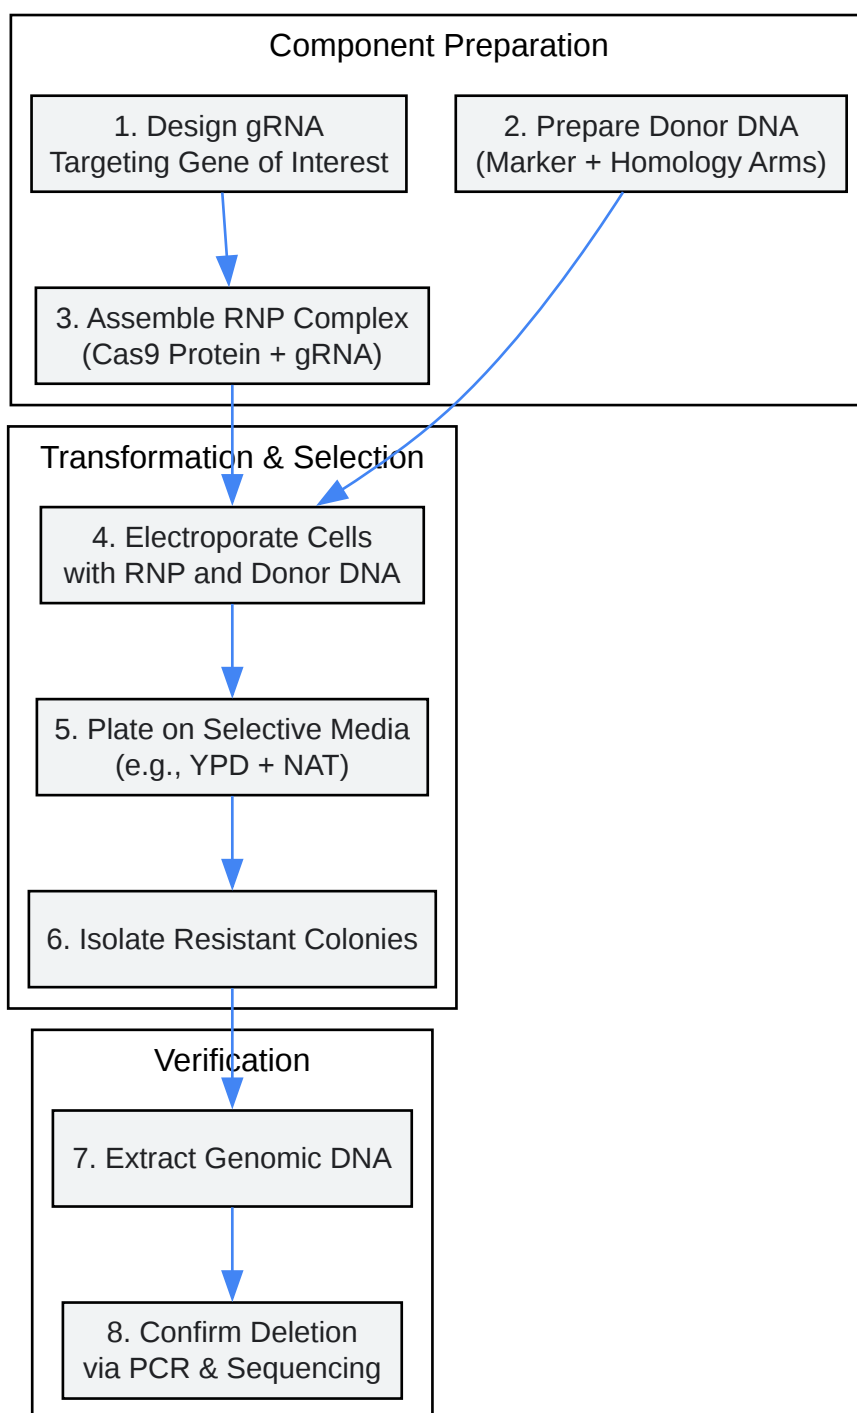 Component Preparation
1. Design gRNA
Targeting Gene of Interest
2. Prepare Donor DNA
(Marker + Homology Arms)
3. Assemble RNP Complex
(Cas9 Protein + gRNA)
Transformation & Selection
4. Electroporate Cells
with RNP and Donor DNA
5. Plate on Selective Media
(e.g., YPD + NAT)
6. Isolate Resistant Colonies
Verification
7. Extract Genomic DNA
8. Confirm Deletion
via PCR & Sequencing